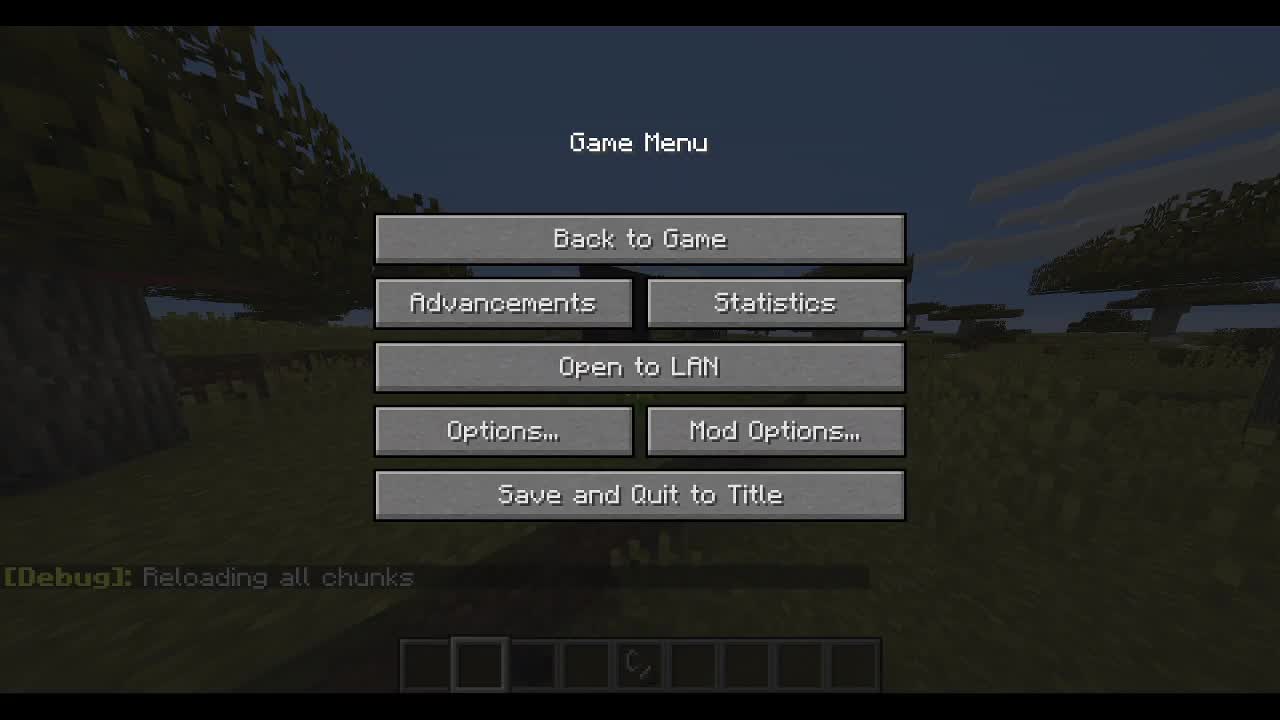 Game Menu
Back to Game
Advancements
Statistics
Open to LAN
Options...
Mod Options...
Save and Quit to Title
[Debug]: Reloading all chunks